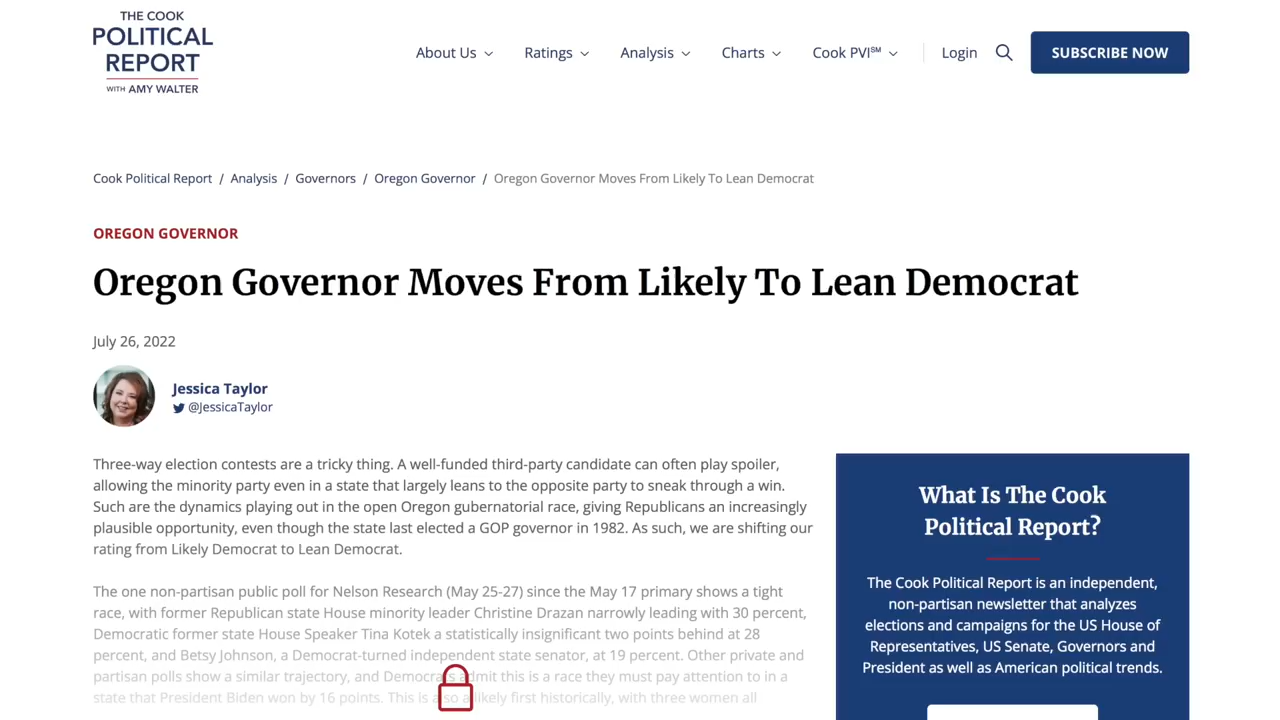 THE COOK
POLITICAL
REPORT
WITH AMY WALTER
About Us
Ratings
Analysis
Charts
Cook PVI℠
Login
SUBSCRIBE NOW
Cook Political Report / Analysis / Governors / Oregon Governor / Oregon Governor Moves From Likely To Lean Democrat
OREGON GOVERNOR
Oregon Governor Moves From Likely To Lean Democrat
July 26, 2022
Jessica Taylor
@JessicaTaylor
Three-way election contests are a tricky thing. A well-funded third-party candidate can often play spoiler,
allowing the minority party even in a state that largely leans to the opposite party to sneak through a win.
Such are the dynamics playing out in the open Oregon gubernatorial race, giving Republicans an increasingly
plausible opportunity, even though the state last elected a GOP governor in 1982. As such, we are shifting our
rating from Likely Democrat to Lean Democrat.
The one non-partisan public poll for Nelson Research (May 25-27) since the May 17 primary shows a tight
race, with former Republican state House minority leader Christine Drazan narrowly leading with 30 percent,
Democratic former state House Speaker Tina Kotek a statistically insignificant two points behind at 28
percent, and Betsy Johnson, a Democrat-turned independent state senator, at 19 percent. Other private and
partisan polls show a similar trajectory, and Democrats admit this is a race they must pay attention to in a
state that President Biden won by 16 points. This is also a likely first historically, with three women all
What Is The Cook
Political Report?
The Cook Political Report is an independent,
non-partisan newsletter that analyzes
elections and campaigns for the US House of
Representatives, US Senate, Governors and
President as well as American political trends.